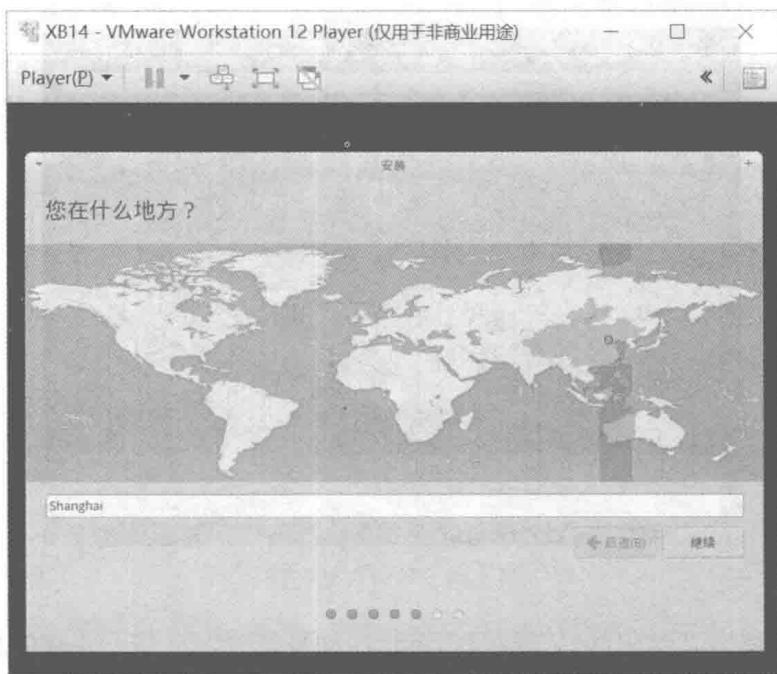 XB14 - VMware Workstation 12 Player (仅用于非商业用途)
Player(P)
安装
您在什么地方？
Shanghai
后退(B)
继续